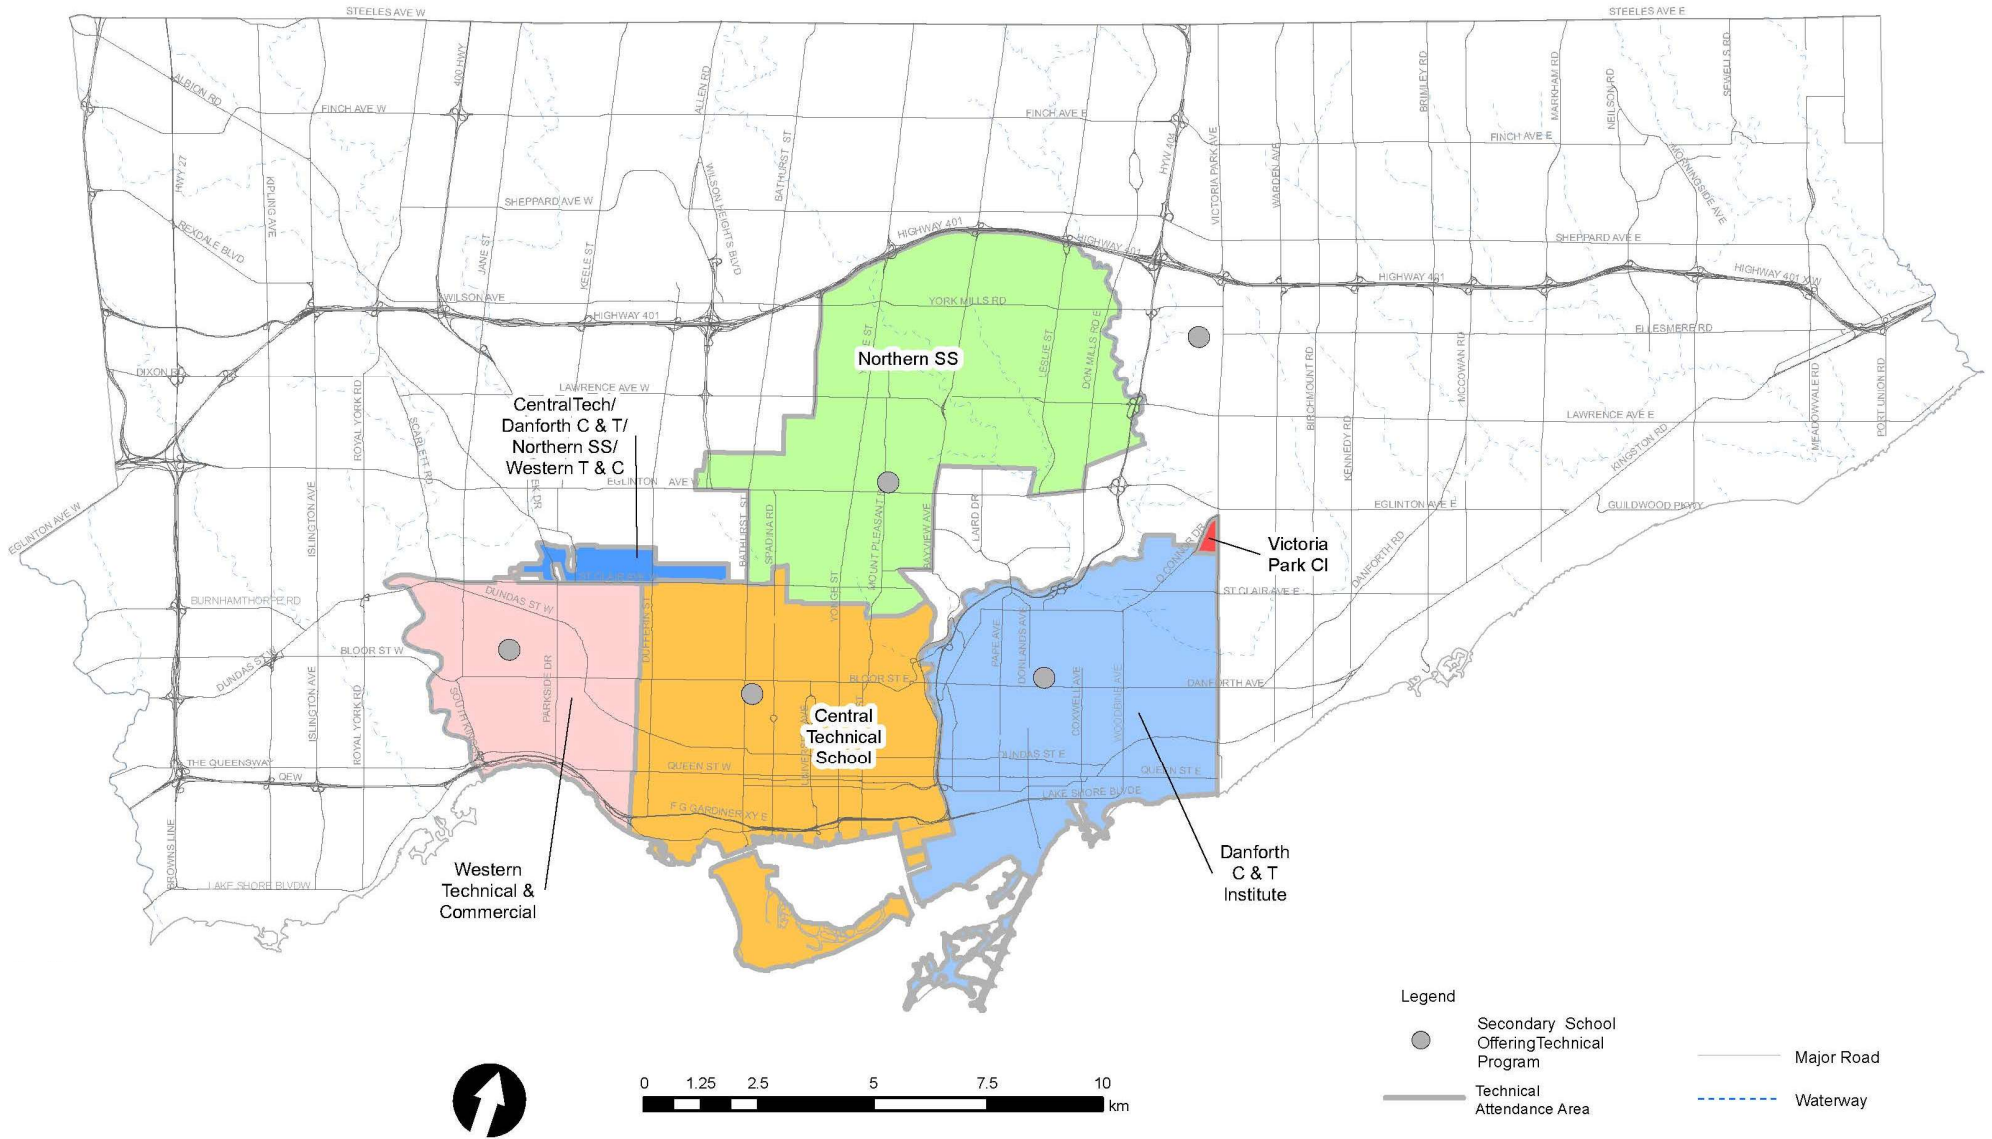 STEELES AVE W
STEELES AVE E
ALBION RD
400 HWY
ALLEN RD
FINCH AVE W
FINCH AVE E
FINCH AVE E
BRIMLEY RD
MARKHAM RD
NEILSON RD
SEWELLS RD
HWY 27
KIPLING AVE
BATHURST ST
HYW 404
VICTORIA PARK AVE
WARDEN AVE
MORNINGSIDE AVE
SHEPPARD AVE W
WILSON HEIGHTS BLVD
REXDALE BLVD
JANE ST
KEELE ST
HIGHWAY 401
HIGHWAY 401
SHEPPARD AVE E
HIGHWAY 401
HIGHWAY 401 X/W
WILSON AVE
HIGHWAY 401
YORK MILLS RD
ELLESMERE RD
LESLIE ST
DON MILLS RD E
Northern SS
DIXON RD
LAWRENCE AVE W
LAWRENCE AVE E
ROYAL YORK RD
SCARLETT RD
BIRCHMOUNT RD
KENNEDY RD
MCCOWAN RD
KINGSTON RD
MEADOWVALE RD
PORT UNION RD
CentralTech/
Danforth C & T/
Northern SS/
Western T & C
EGLINTON AVE W
EGLINTON AVE W
EGLINTON AVE E
GUILDWOOD PKWY
ISLINGTON AVE
BATHURST ST
SPADINA RD
MOUNT PLEASANT
BAYVIEW AVE
LAIRD DR
O CONNOR DR
DANFORTH RD
Victoria
Park CI
ST CLAIR AVE E
BURNHAMTHORPE RD
DUNDAS ST W
DUFFERIN ST
YONGE ST
PAPE AVE
DONLANDS AVE
BLOOR ST W
DUNDAS ST W
BLOOR ST E
DANFORTH AVE
ISLINGTON AVE
ROYAL YORK RD
PARKSIDE DR
COXWELL AVE
WOODBINE AVE
Central
Technical
School
THE QUEENSWAY
QEW
QUEEN ST W
DUNDAS ST E
QUEEN ST E
LAKE SHORE BLVDE
F G GARDINER XY E
BROWNS LINE
LAKE SHORE BLVDW
Western
Technical &
Commercial
Danforth
C & T
Institute
Legend
Secondary School
OfferingTechnical
Program
Technical
Attendance Area
Major Road
Waterway
0 1.25 2.5 5 7.5 10
km